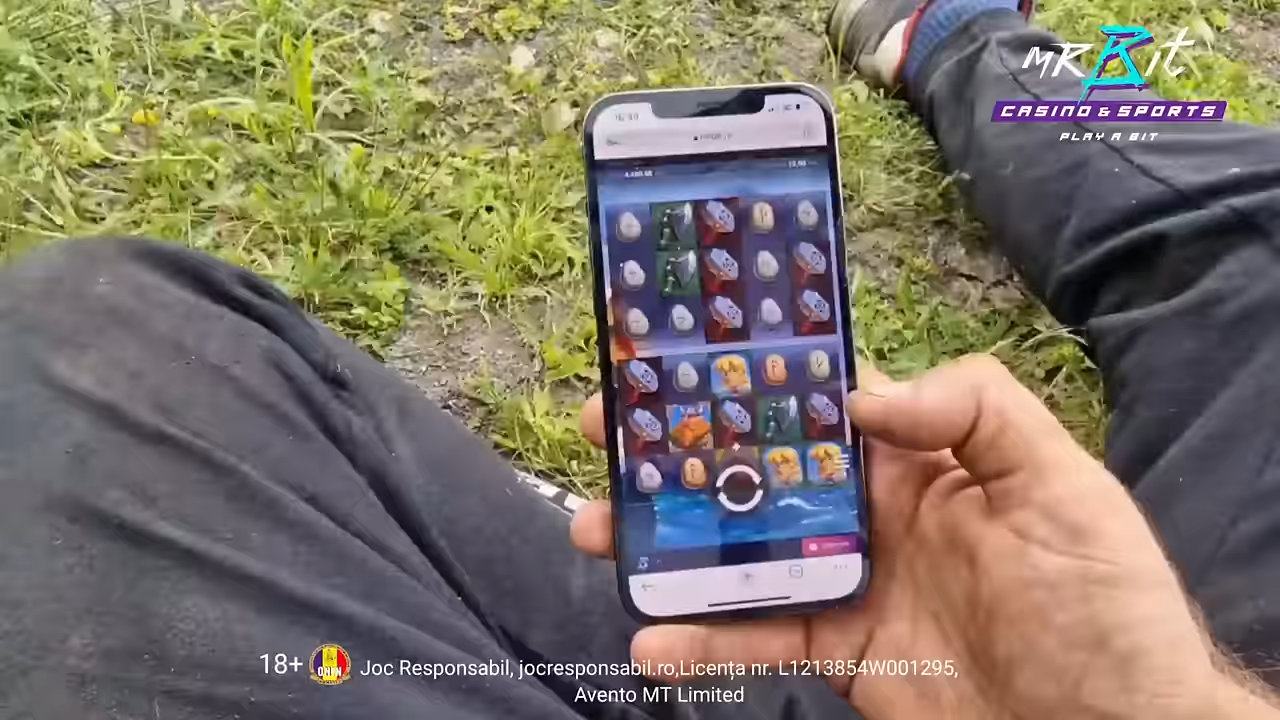 MR Bit
CASINO & SPORTS
PLAY A BIT
18+ Joc Responsabil, jocresponsabil.ro,Licența nr. L1213854W001295,
Avento MT Limited